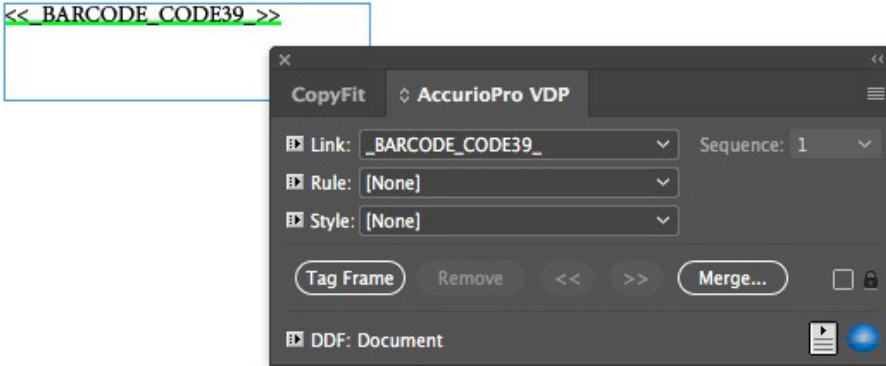 <<_BARCODE_CODE39_>>
CopyFit AccurioPro VDP
Link: _BARCODE_CODE39_ Sequence: 1
Rule: [None]
Style: [None]
Tag Frame Remove << >> Merge...
DDF: Document